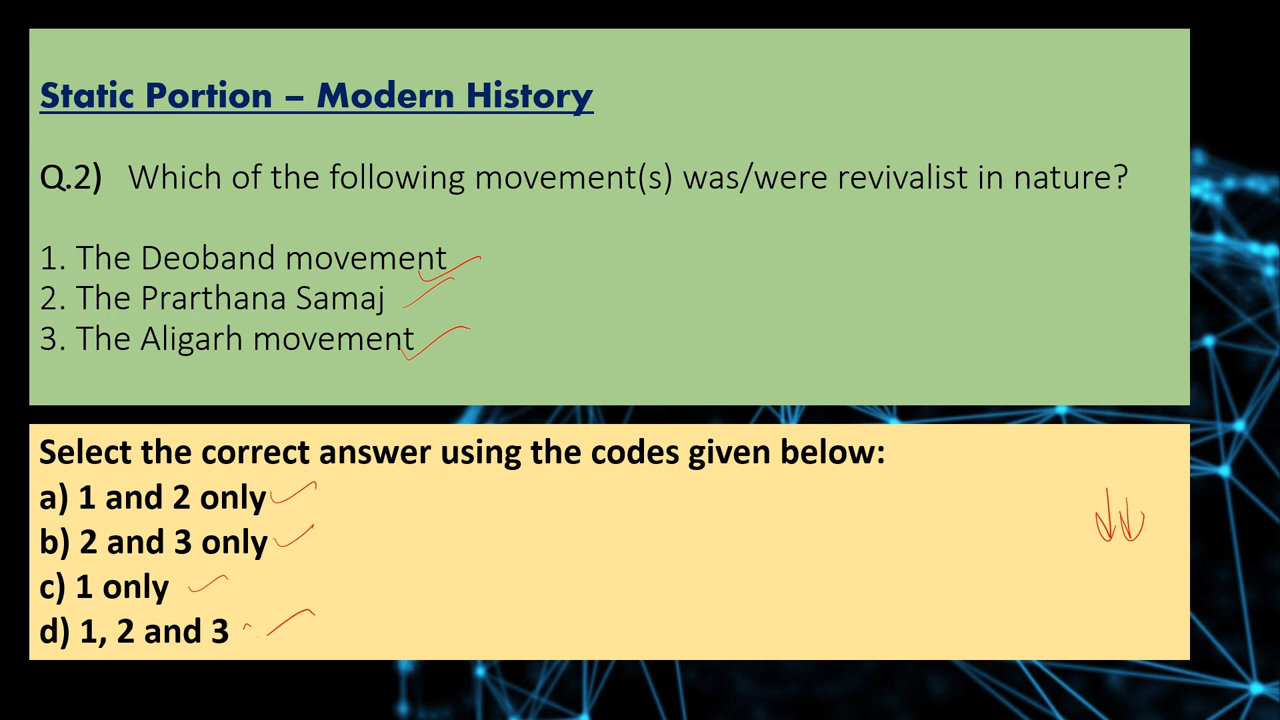 Static Portion – Modern History
Q.2) Which of the following movement(s) was/were revivalist in nature?
1. The Deoband movement
2. The Prarthana Samaj
3. The Aligarh movement
Select the correct answer using the codes given below:
a) 1 and 2 only
b) 2 and 3 only
c) 1 only
d) 1, 2 and 3